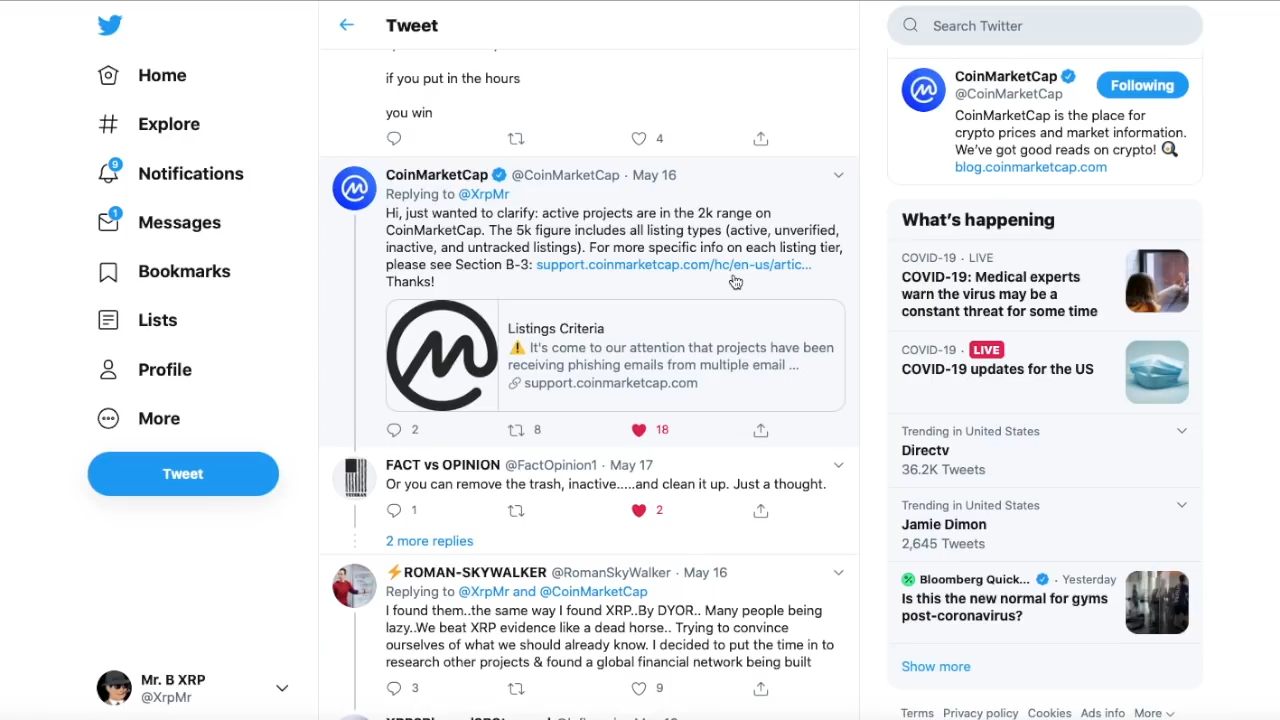 Home
Explore
9
Notifications
1
Messages
Bookmarks
Lists
Profile
More
Tweet
Mr. B XRP
@XrpMr
Tweet
if you put in the hours
you win
4
CoinMarketCap @CoinMarketCap · May 16
Replying to @XrpMr
Hi, just wanted to clarify: active projects are in the 2k range on
CoinMarketCap. The 5k figure includes all listing types (active, unverified,
inactive, and untracked listings). For more specific info on each listing tier,
please see Section B-3: support.coinmarketcap.com/hc/en-us/artic...
Thanks!
Listings Criteria
⚠️ It's come to our attention that projects have been
receiving phishing emails from multiple email ...
support.coinmarketcap.com
2 8 18
FACT vs OPINION @FactOpinion1 · May 17
Or you can remove the trash, inactive.....and clean it up. Just a thought.
VETERAN
1 2
2 more replies
⚡ROMAN-SKYWALKER @RomanSkyWalker · May 16
Replying to @XrpMr and @CoinMarketCap
I found them..the same way I found XRP..By DYOR.. Many people being
lazy..We beat XRP evidence like a dead horse.. Trying to convince
ourselves of what we should already know. I decided to put the time in to
research other projects & found a global financial network being built
3 9
Search Twitter
CoinMarketCap
@CoinMarketCap
Following
CoinMarketCap is the place for
crypto prices and market information.
We've got good reads on crypto! 🔍
blog.coinmarketcap.com
What's happening
COVID-19 · LIVE
COVID-19: Medical experts
warn the virus may be a
constant threat for some time
COVID-19 · LIVE
COVID-19 updates for the US
Trending in United States
Directv
36.2K Tweets
Trending in United States
Jamie Dimon
2,645 Tweets
Bloomberg Quick... · Yesterday
Is this the new normal for gyms
post-coronavirus?
Show more
Terms Privacy policy Cookies Ads info More